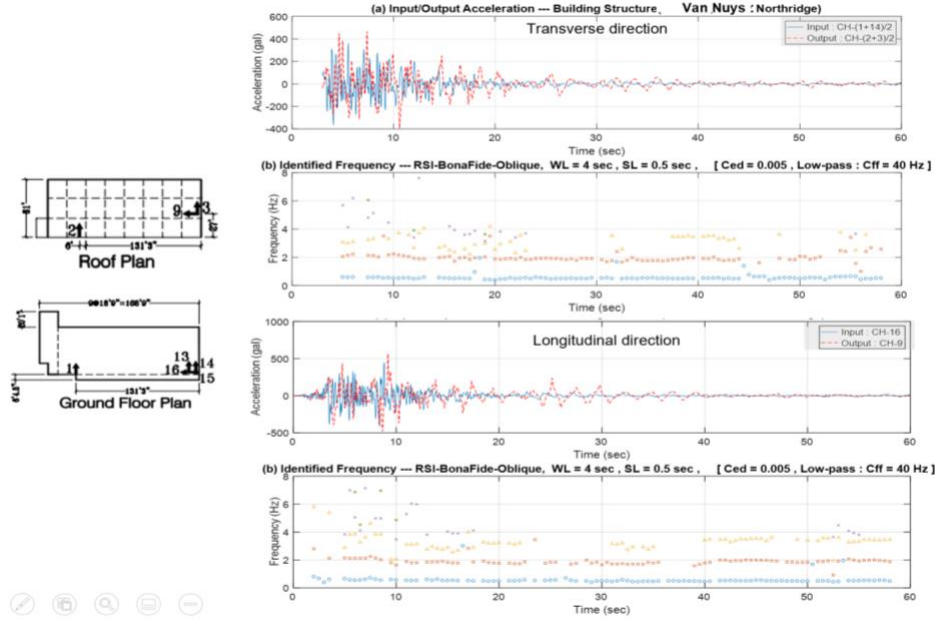 (a) Input/Output Acceleration --- Building Structure, Van Nuys : Northridge)
Transverse direction
Input : CH-(1+14)/2
Output : CH-(2+3)/2
Acceleration (gal)
600
400
200
0
-200
-400
0 10 20 30 40 50 60
Time (sec)
(b) Identified Frequency --- RSI-BonaFide-Oblique, WL = 4 sec , SL = 0.5 sec , [ Ced = 0.005 , Low-pass : Cff = 40 Hz ]
Frequency (Hz)
8
6
4
2
0
0 10 20 30 40 50 60
Time (sec)
9 3
2
6' 131'3"
Roof Plan
13 14
1 16
15
131'3"
Ground Floor Plan
Longitudinal direction
Input : CH-16
Output : CH-9
Acceleration (gal)
1000
500
0
-500
0 10 20 30 40 50 60
Time (sec)
(b) Identified Frequency --- RSI-BonaFide-Oblique, WL = 4 sec , SL = 0.5 sec , [ Ced = 0.005 , Low-pass : Cff = 40 Hz ]
Frequency (Hz)
8
6
4
2
0
0 10 20 30 40 50 60
Time (sec)